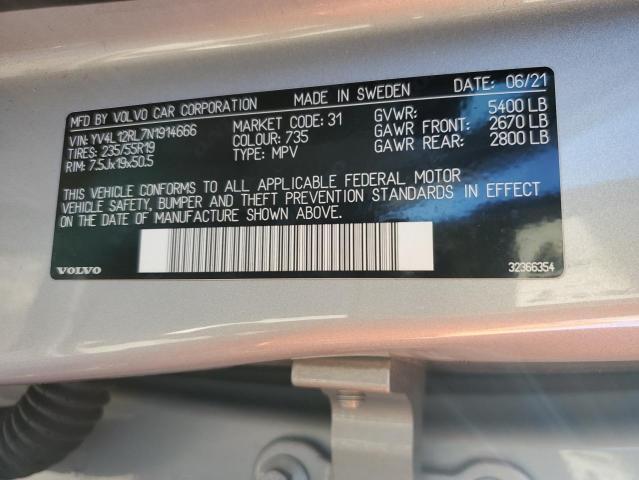 MFD BY VOLVO CAR CORPORATION MADE IN SWEDEN DATE: 06/21
VIN: YV4L12RL7N1914666 MARKET CODE: 31 GVWR: 5400 LB
TIRES: 235/55R19 COLOUR: 735 GAWR FRONT: 2670 LB
RIM: 7.5Jx19x50.5 TYPE: MPV GAWR REAR: 2800 LB
THIS VEHICLE CONFORMS TO ALL APPLICABLE FEDERAL MOTOR
VEHICLE SAFETY, BUMPER AND THEFT PREVENTION STANDARDS IN EFFECT
ON THE DATE OF MANUFACTURE SHOWN ABOVE.
VOLVO 32366354